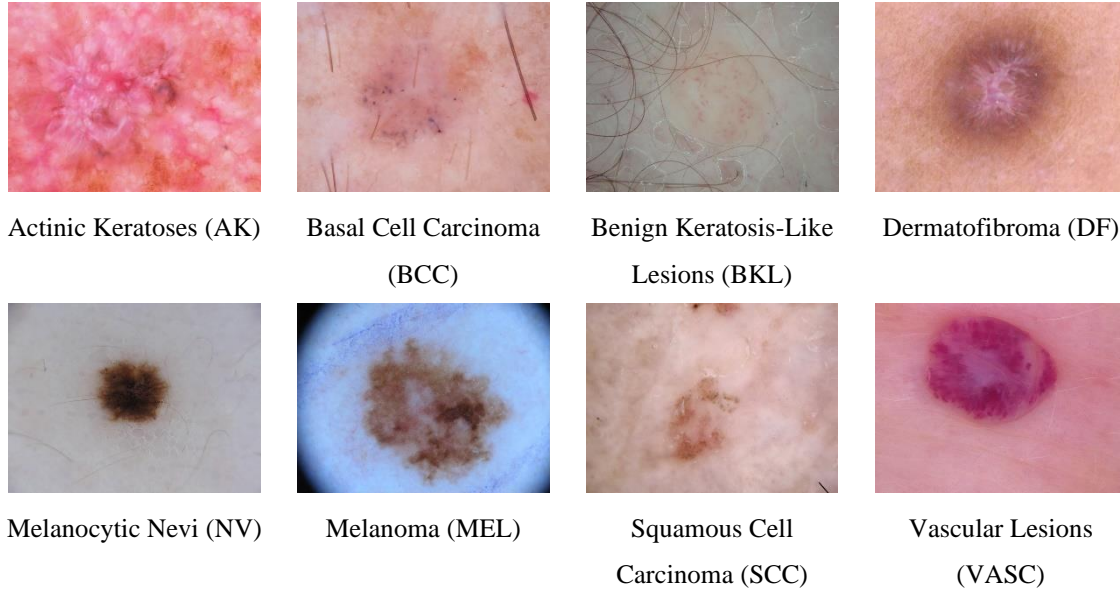 Actinic Keratoses (AK)
Basal Cell Carcinoma
(BCC)
Benign Keratosis-Like
Lesions (BKL)
Dermatofibroma (DF)
Melanocytic Nevi (NV)
Melanoma (MEL)
Squamous Cell
Carcinoma (SCC)
Vascular Lesions
(VASC)